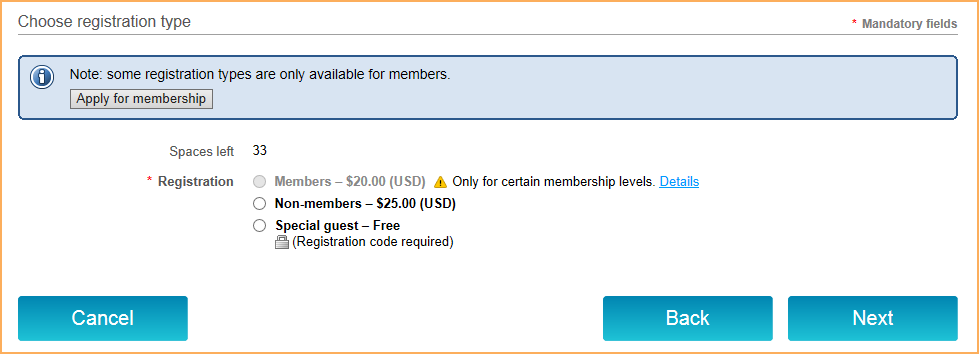 Choose registration type
* Mandatory fields
Note: some registration types are only available for members.
Apply for membership
Spaces left 33
* Registration Members – $20.00 (USD) Only for certain membership levels. Details
Non-members – $25.00 (USD)
Special guest – Free
(Registration code required)
Cancel Back Next